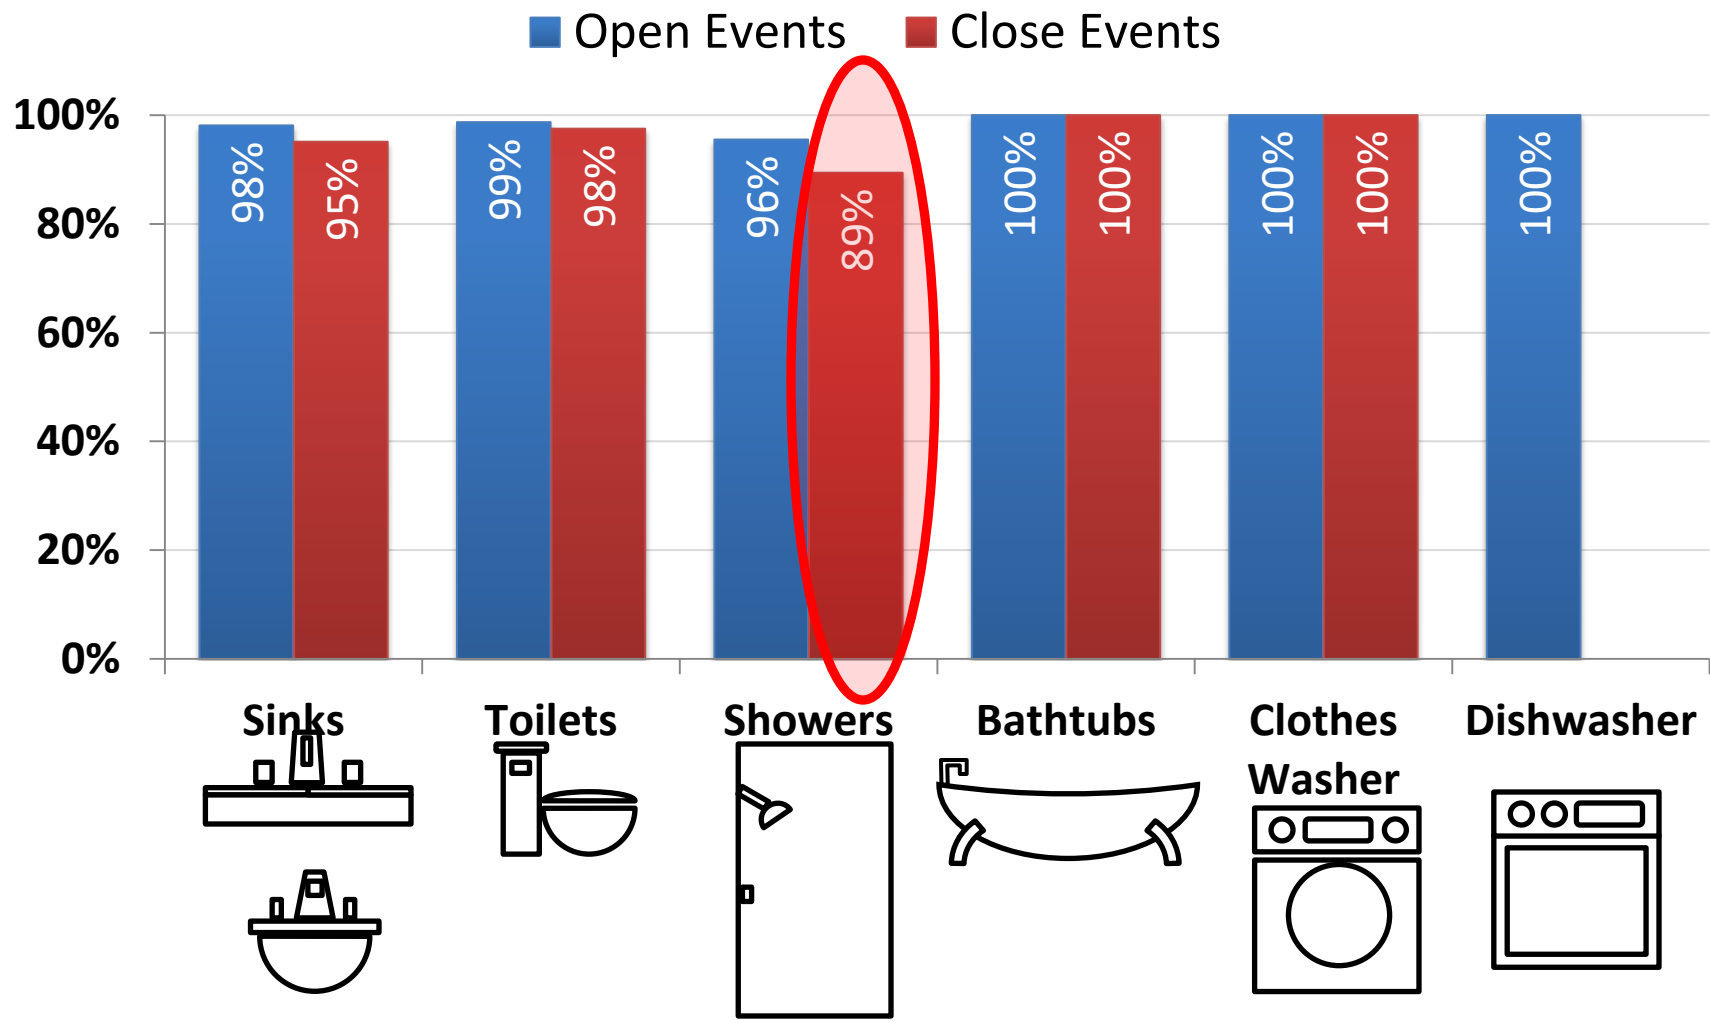 Open Events Close Events
100%
80%
60%
40%
20%
0%
98%
95%
99%
98%
96%
89%
100%
100%
100%
100%
100%
Sinks
Toilets
Showers
Bathtubs
Clothes
Washer
Dishwasher